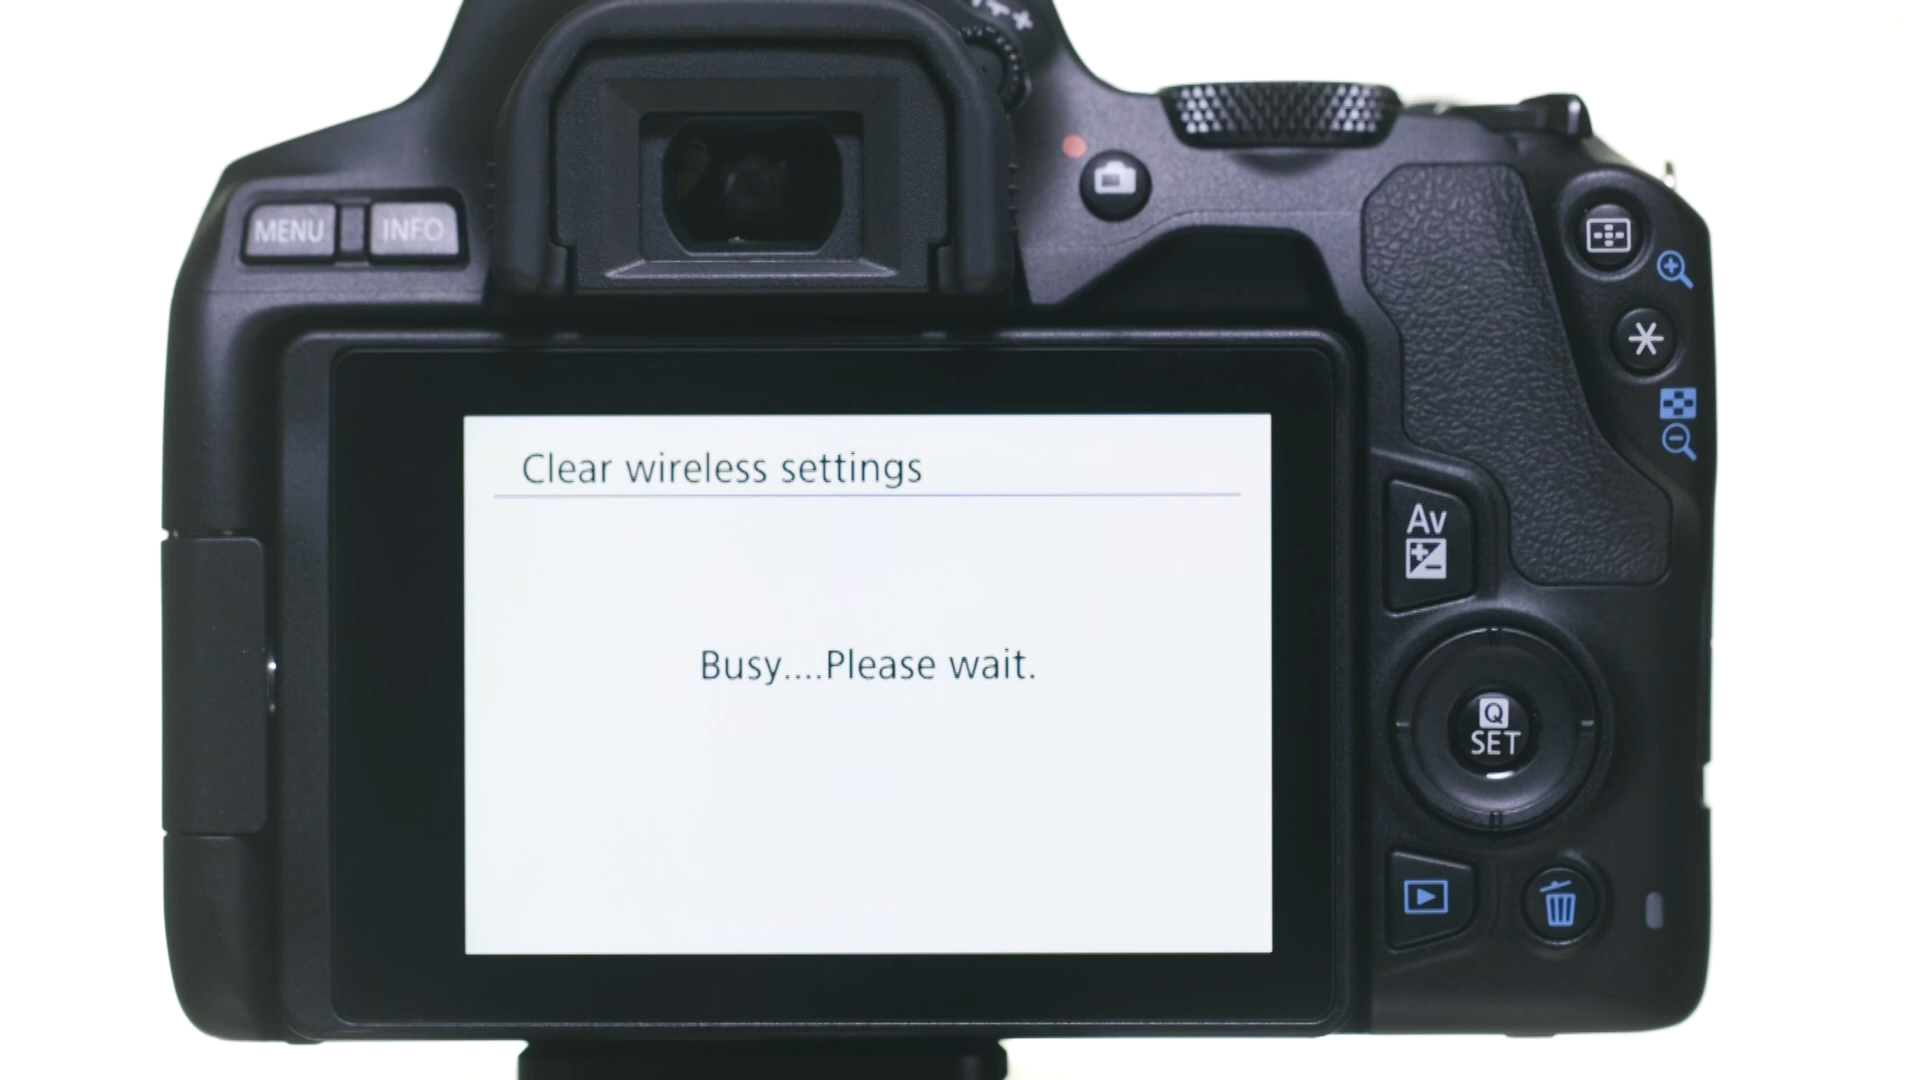 MENU INFO
Clear wireless settings
Busy....Please wait.
Av
Q
SET